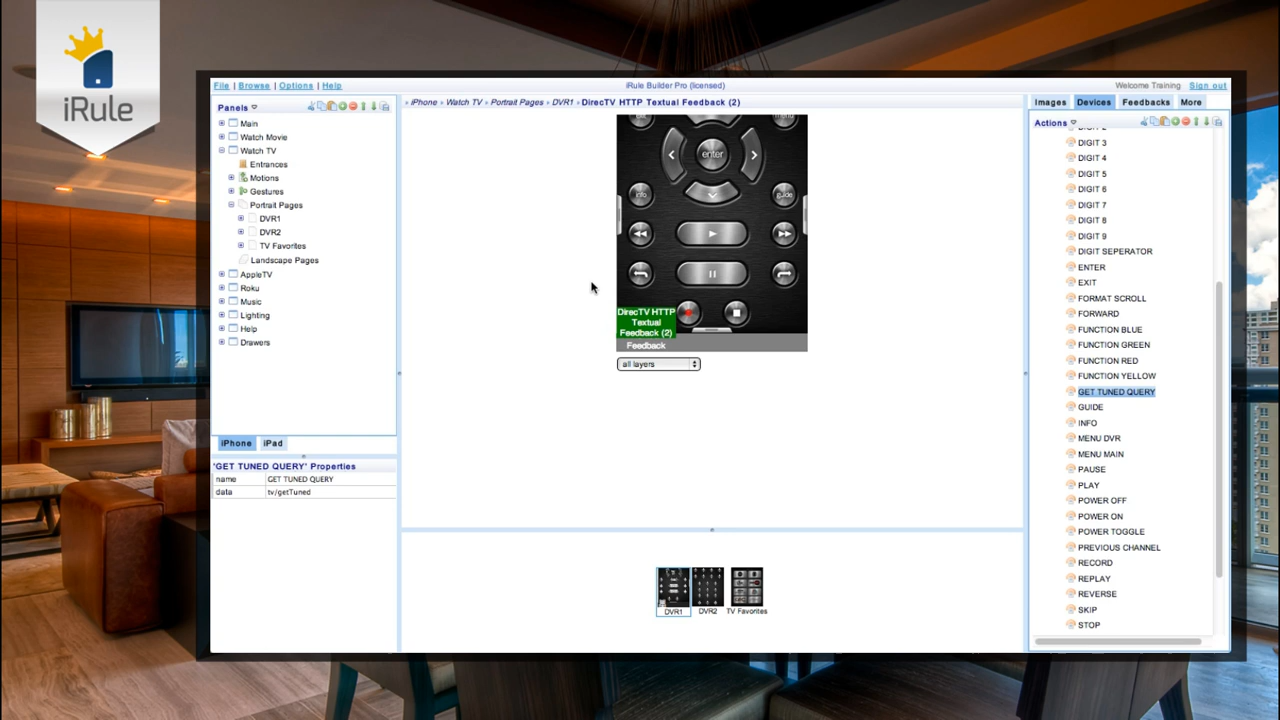 iRule
File | Browse | Options | Help
iRule Builder Pro (licensed)
Welcome Training
Sign out
Panels
Main
Watch Movie
Watch TV
Entrances
Motions
Gestures
Portrait Pages
DVR1
DVR2
TV Favorites
Landscape Pages
AppleTV
Roku
Music
Lighting
Help
Drawers
iPhone
iPad
'GET TUNED QUERY' Properties
name GET TUNED QUERY
data tv/getTuned
iPhone Watch TV Portrait Pages DVR1 DirecTV HTTP Textual Feedback (2)
enter
info
guide
DirecTV HTTP
Textual
Feedback (2)
Feedback
all layers
DVR1
DVR2
TV Favorites
Images
Devices
Feedbacks
More
Actions
DIGIT 3
DIGIT 4
DIGIT 5
DIGIT 6
DIGIT 7
DIGIT 8
DIGIT 9
DIGIT SEPERATOR
ENTER
EXIT
FORMAT SCROLL
FORWARD
FUNCTION BLUE
FUNCTION GREEN
FUNCTION RED
FUNCTION YELLOW
GET TUNED QUERY
GUIDE
INFO
MENU DVR
MENU MAIN
PAUSE
PLAY
POWER OFF
POWER ON
POWER TOGGLE
PREVIOUS CHANNEL
RECORD
REPLAY
REVERSE
SKIP
STOP